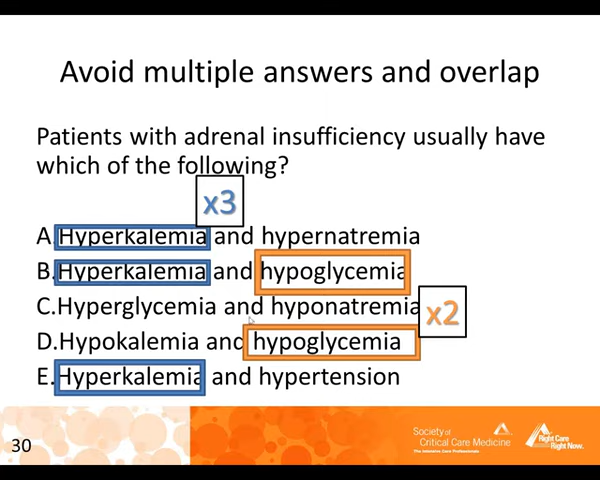 Avoid multiple answers and overlap
Patients with adrenal insufficiency usually have
which of the following?
x3
A.Hyperkalemia and hypernatremia
B.Hyperkalemia and hypoglycemia
C.Hyperglycemia and hyponatremia
x2
D.Hypokalemia and hypoglycemia
E.Hyperkalemia and hypertension
30
Society of
Critical Care Medicine
The Intensive Care Professionals
Right Care
Right Now.